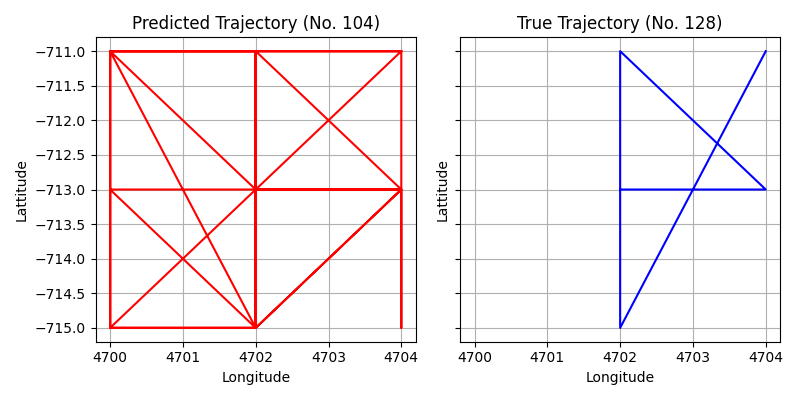 Predicted Trajectory (No. 104)
True Trajectory (No. 128)
−711.0
−711.5
−712.0
−712.5
−713.0
−713.5
−714.0
−714.5
−715.0
Lattitude
4700 4701 4702 4703 4704
Longitude
Lattitude
4700 4701 4702 4703 4704
Longitude